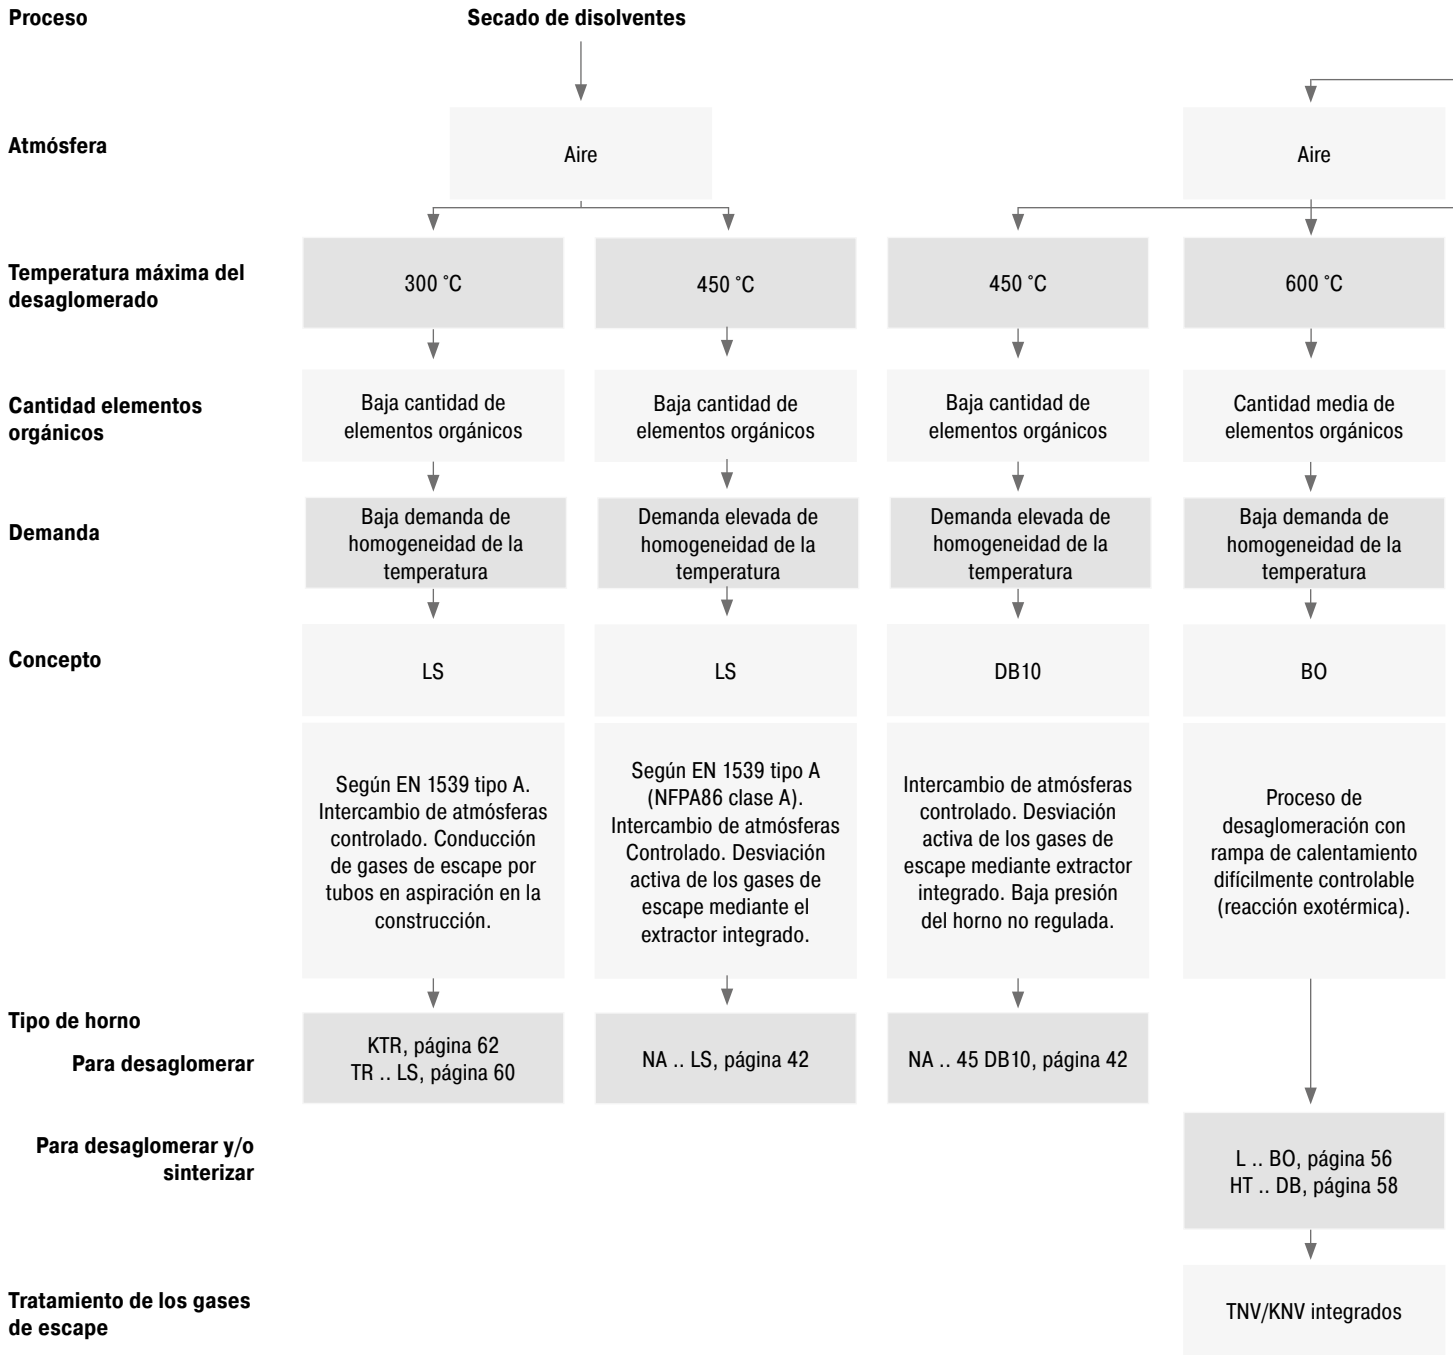 Proceso
Secado de disolventes
Atmósfera
Aire
Aire
Temperatura máxima del
desaglomerado
300 °C
450 °C
450 °C
600 °C
Cantidad elementos
orgánicos
Baja cantidad de
elementos orgánicos
Baja cantidad de
elementos orgánicos
Baja cantidad de
elementos orgánicos
Cantidad media de
elementos orgánicos
Demanda
Baja demanda de
homogeneidad de la
temperatura
Demanda elevada de
homogeneidad de la
temperatura
Demanda elevada de
homogeneidad de la
temperatura
Baja demanda de
homogeneidad de la
temperatura
Concepto
LS
LS
DB10
BO
Según EN 1539 tipo A.
Intercambio de atmósferas
controlado. Conducción
de gases de escape por
tubos en aspiración en la
construcción.
Según EN 1539 tipo A
(NFPA86 clase A).
Intercambio de atmósferas
Controlado. Desviación
activa de los gases de
escape mediante el
extractor integrado.
Intercambio de atmósferas
controlado. Desviación
activa de los gases de
escape mediante extractor
integrado. Baja presión
del horno no regulada.
Proceso de
desaglomeración con
rampa de calentamiento
difícilmente controlable
(reacción exotérmica).
Tipo de horno
Para desaglomerar
KTR, página 62
TR .. LS, página 60
NA .. LS, página 42
NA .. 45 DB10, página 42
Para desaglomerar y/o
sinterizar
L .. BO, página 56
HT .. DB, página 58
Tratamiento de los gases
de escape
TNV/KNV integrados